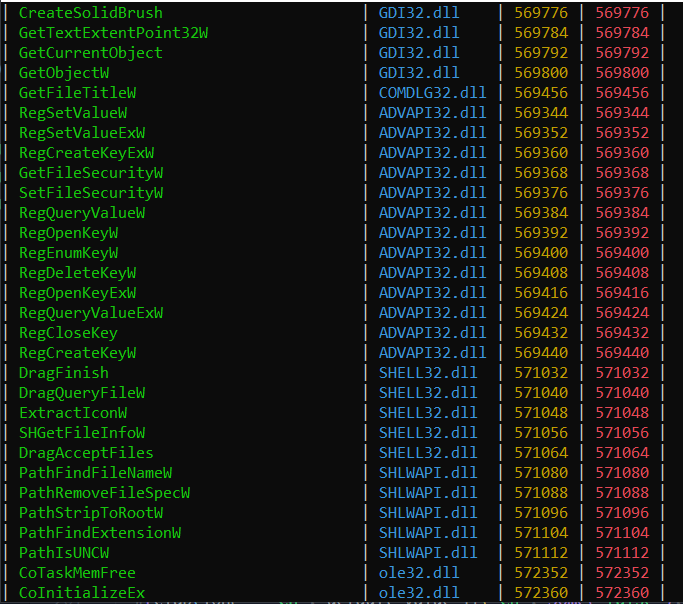 | CreateSolidBrush | GDI32.dll | 569776 | 569776 |
| GetTextExtentPoint32W | GDI32.dll | 569784 | 569784 |
| GetCurrentObject | GDI32.dll | 569792 | 569792 |
| GetObjectW | GDI32.dll | 569800 | 569800 |
| GetFileTitleW | COMDLG32.dll | 569456 | 569456 |
| RegSetValueW | ADVAPI32.dll | 569344 | 569344 |
| RegSetValueExW | ADVAPI32.dll | 569352 | 569352 |
| RegCreateKeyExW | ADVAPI32.dll | 569360 | 569360 |
| GetFileSecurityW | ADVAPI32.dll | 569368 | 569368 |
| SetFileSecurityW | ADVAPI32.dll | 569376 | 569376 |
| RegQueryValueW | ADVAPI32.dll | 569384 | 569384 |
| RegOpenKeyW | ADVAPI32.dll | 569392 | 569392 |
| RegEnumKeyW | ADVAPI32.dll | 569400 | 569400 |
| RegDeleteKeyW | ADVAPI32.dll | 569408 | 569408 |
| RegOpenKeyExW | ADVAPI32.dll | 569416 | 569416 |
| RegQueryValueExW | ADVAPI32.dll | 569424 | 569424 |
| RegCloseKey | ADVAPI32.dll | 569432 | 569432 |
| RegCreateKeyW | ADVAPI32.dll | 569440 | 569440 |
| DragFinish | SHELL32.dll | 571032 | 571032 |
| DragQueryFileW | SHELL32.dll | 571040 | 571040 |
| ExtractIconW | SHELL32.dll | 571048 | 571048 |
| SHGetFileInfoW | SHELL32.dll | 571056 | 571056 |
| DragAcceptFiles | SHELL32.dll | 571064 | 571064 |
| PathFindFileNameW | SHLWAPI.dll | 571080 | 571080 |
| PathRemoveFileSpecW | SHLWAPI.dll | 571088 | 571088 |
| PathStripToRootW | SHLWAPI.dll | 571096 | 571096 |
| PathFindExtensionW | SHLWAPI.dll | 571104 | 571104 |
| PathIsUNCW | SHLWAPI.dll | 571112 | 571112 |
| CoTaskMemFree | ole32.dll | 572352 | 572352 |
| CoInitializeEx | ole32.dll | 572360 | 572360 |